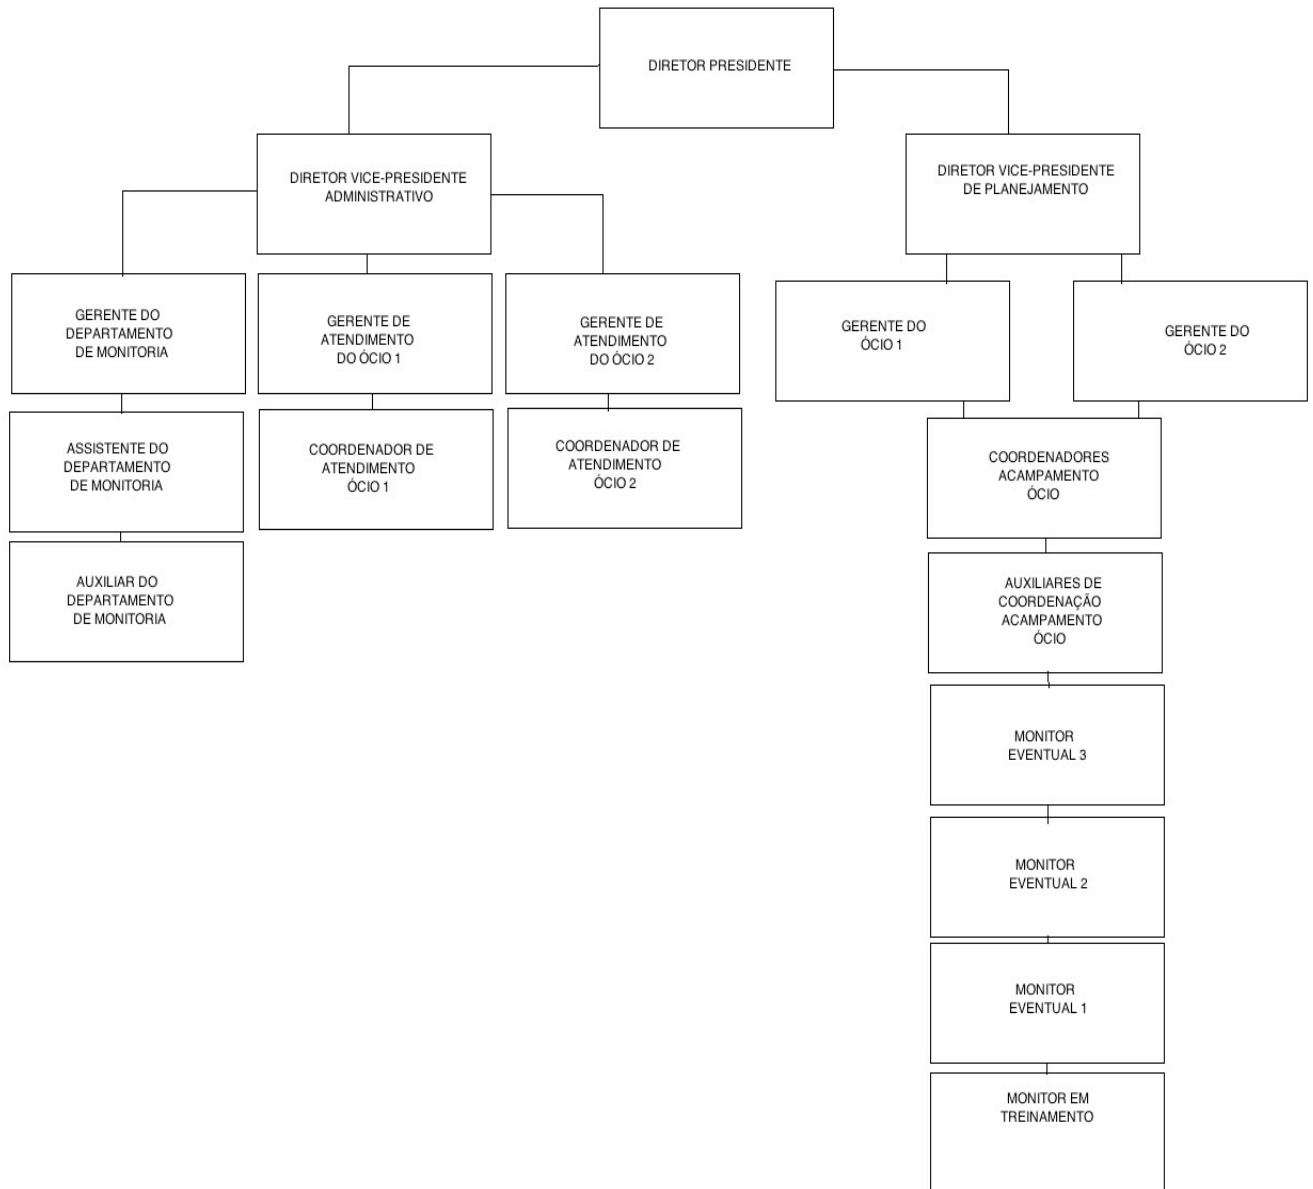 DIRETOR PRESIDENTE
DIRETOR VICE-PRESIDENTE
ADMINISTRATIVO
DIRETOR VICE-PRESIDENTE
DE PLANEJAMENTO
GERENTE DO
DEPARTAMENTO
DE MONITORIA
GERENTE DE
ATENDIMENTO
DO ÓCIO 1
GERENTE DE
ATENDIMENTO
DO ÓCIO 2
GERENTE DO
ÓCIO 1
GERENTE DO
ÓCIO 2
ASSISTENTE DO
DEPARTAMENTO
DE MONITORIA
COORDENADOR DE
ATENDIMENTO
ÓCIO 1
COORDENADOR DE
ATENDIMENTO
ÓCIO 2
COORDENADORES
ACAMPAMENTO
ÓCIO
AUXILIAR DO
DEPARTAMENTO
DE MONITORIA
AUXILIARES DE
COORDENAÇÃO
ACAMPAMENTO
ÓCIO
MONITOR
EVENTUAL 3
MONITOR
EVENTUAL 2
MONITOR
EVENTUAL 1
MONITOR EM
TREINAMENTO